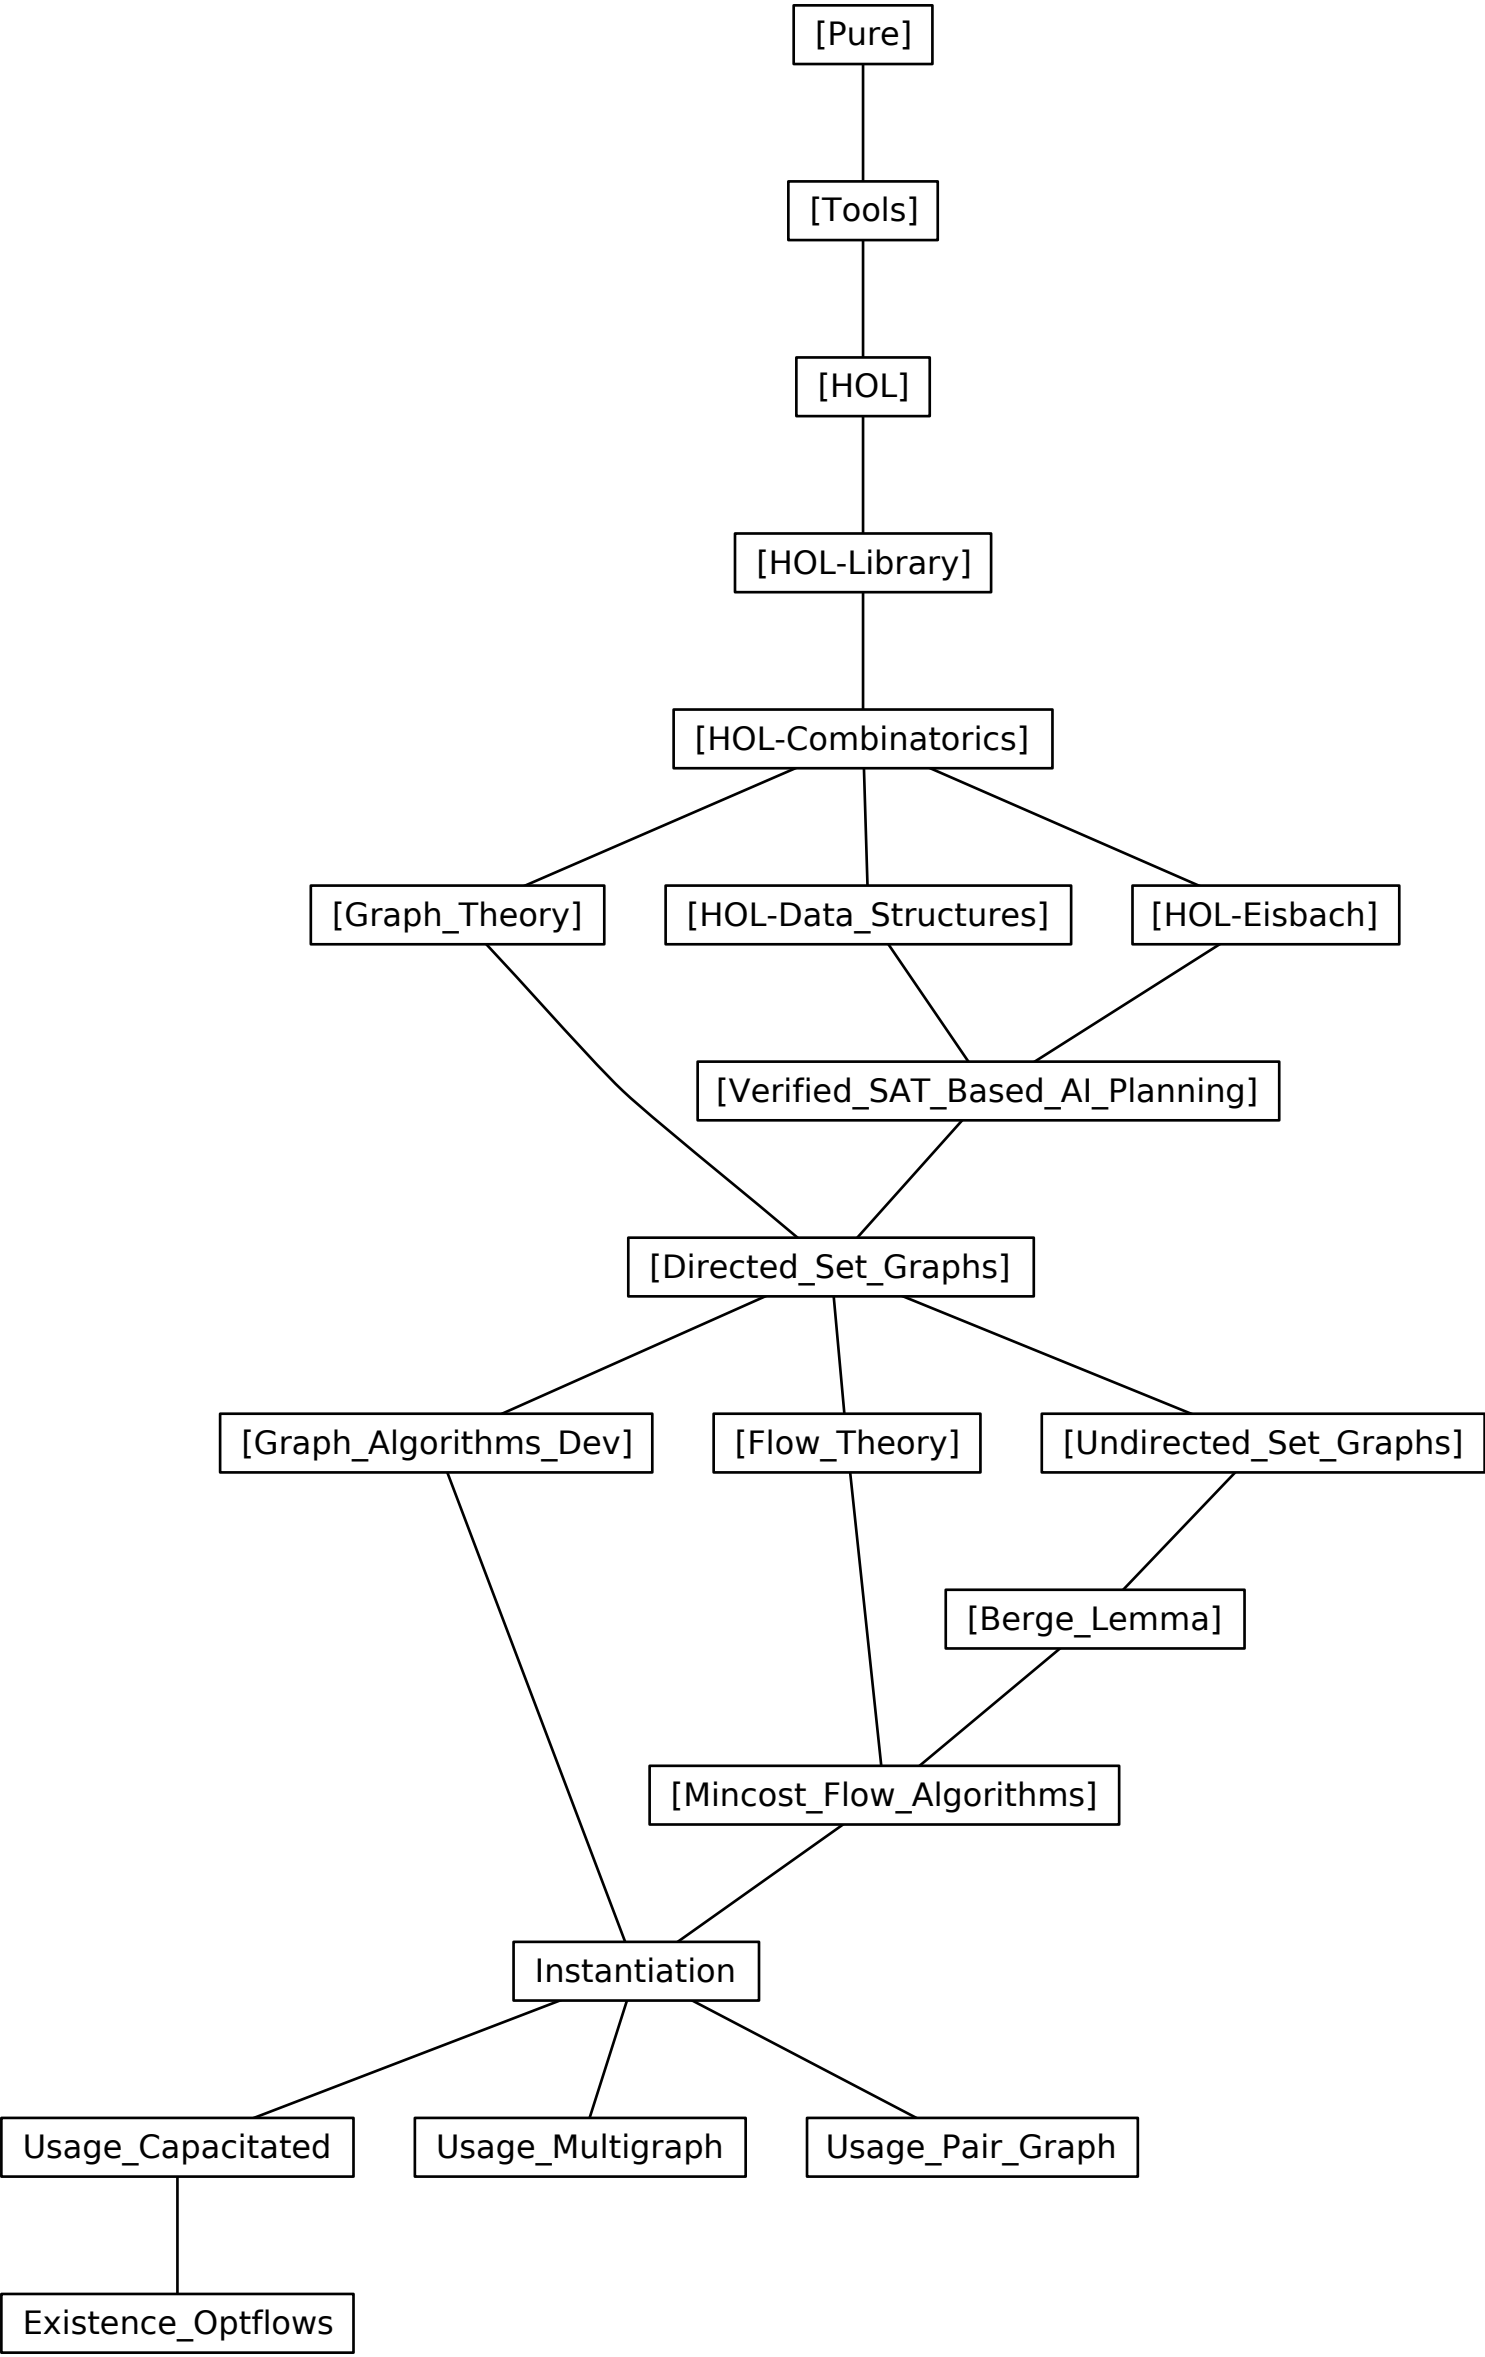 [Pure]
[Tools]
[HOL]
[HOL-Library]
[HOL-Combinatorics]
[Graph_Theory]
[HOL-Data_Structures]
[HOL-Eisbach]
[Verified_SAT_Based_AI_Planning]
[Directed_Set_Graphs]
[Graph_Algorithms_Dev]
[Flow_Theory]
[Undirected_Set_Graphs]
[Berge_Lemma]
[Mincost_Flow_Algorithms]
Instantiation
Usage_Capacitated
Usage_Multigraph
Usage_Pair_Graph
Existence_Optflows